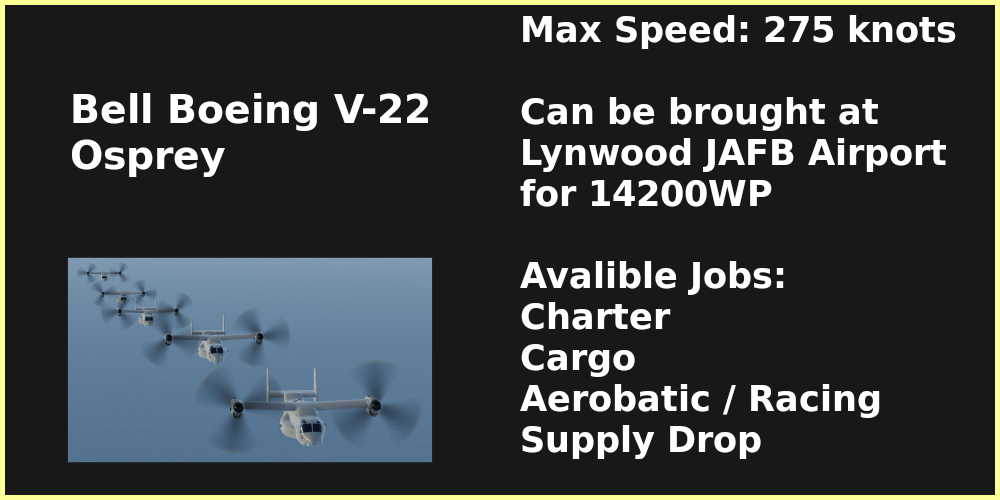 Bell Boeing V-22
Osprey
Max Speed: 275 knots
Can be brought at
Lynwood JAFB Airport
for 14200WP
Avalible Jobs:
Charter
Cargo
Aerobatic / Racing
Supply Drop